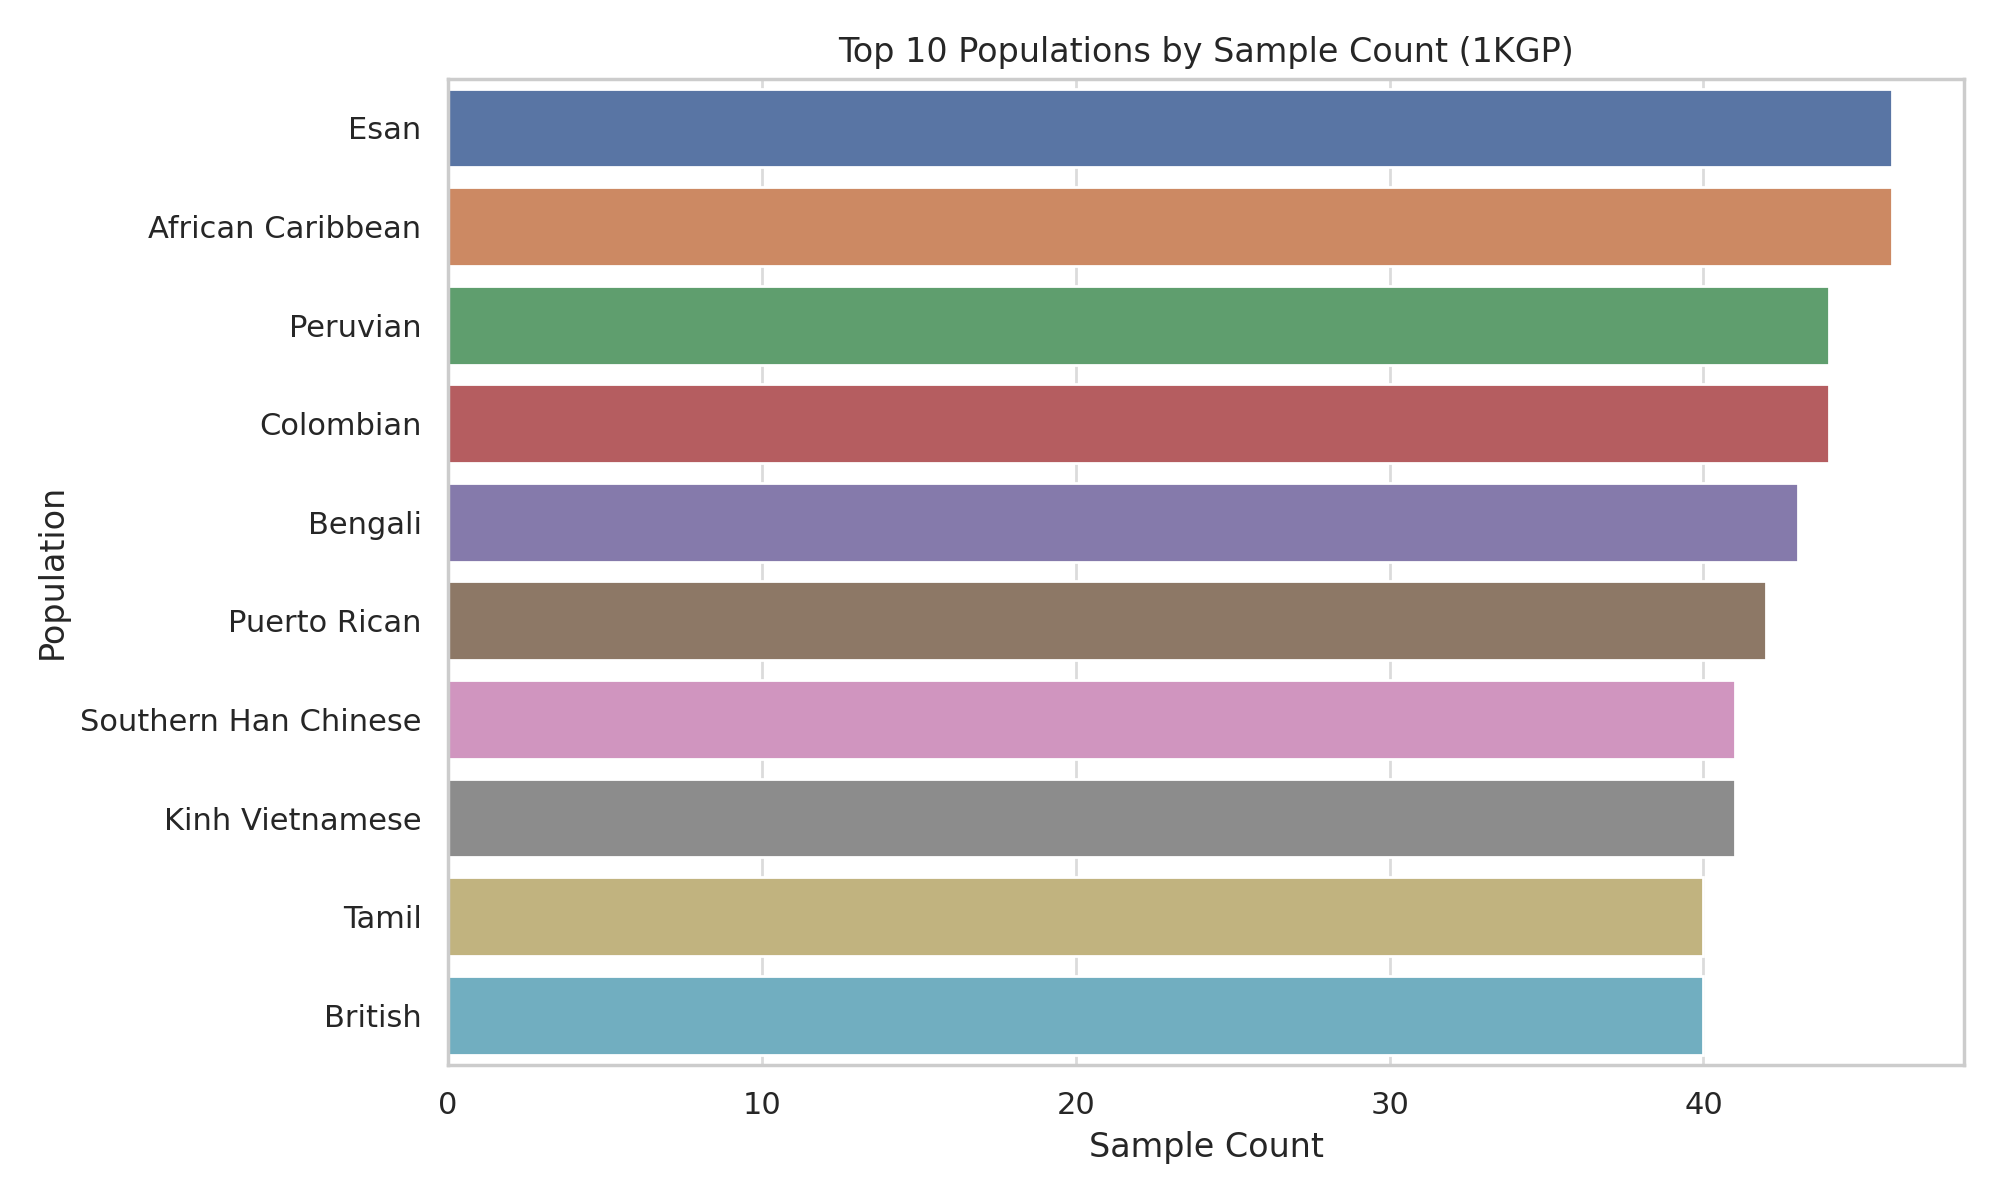 Top 10 Populations by Sample Count (1KGP)
Population
Esan
African Caribbean
Peruvian
Colombian
Bengali
Puerto Rican
Southern Han Chinese
Kinh Vietnamese
Tamil
British
0 10 20 30 40
Sample Count